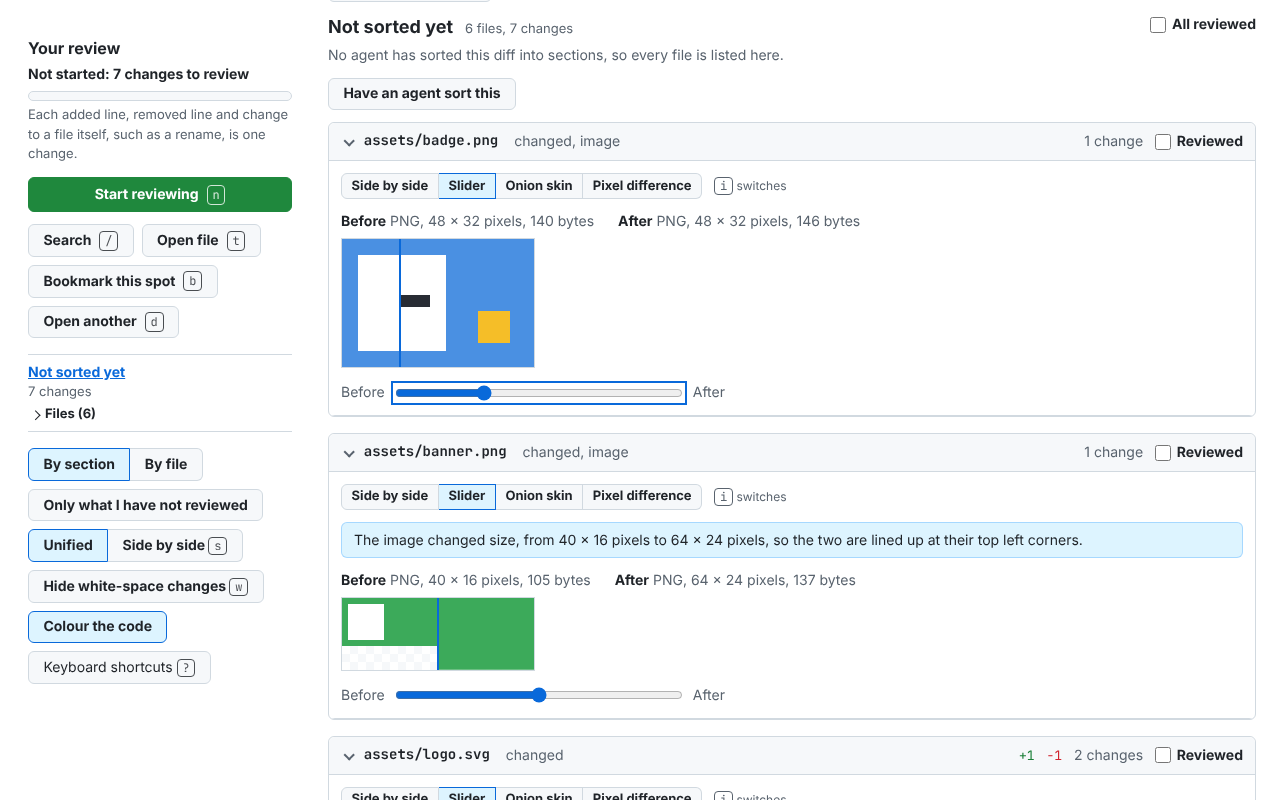 Your review
Not started: 7 changes to review
Each added line, removed line and change
to a file itself, such as a rename, is one
change.
Start reviewing n
Search / Open file t
Bookmark this spot b
Open another d
Not sorted yet
7 changes
Files (6)
By section By file
Only what I have not reviewed
Unified Side by side s
Hide white-space changes w
Colour the code
Keyboard shortcuts ?
Not sorted yet 6 files, 7 changes All reviewed
No agent has sorted this diff into sections, so every file is listed here.
Have an agent sort this
assets/badge.png changed, image 1 change Reviewed
Side by side Slider Onion skin Pixel difference i switches
Before PNG, 48 × 32 pixels, 140 bytes After PNG, 48 × 32 pixels, 146 bytes
Before After
assets/banner.png changed, image 1 change Reviewed
Side by side Slider Onion skin Pixel difference i switches
The image changed size, from 40 × 16 pixels to 64 × 24 pixels, so the two are lined up at their top left corners.
Before PNG, 40 × 16 pixels, 105 bytes After PNG, 64 × 24 pixels, 137 bytes
Before After
assets/logo.svg changed +1 -1 2 changes Reviewed
Side by side Slider Onion skin Pixel difference i switches